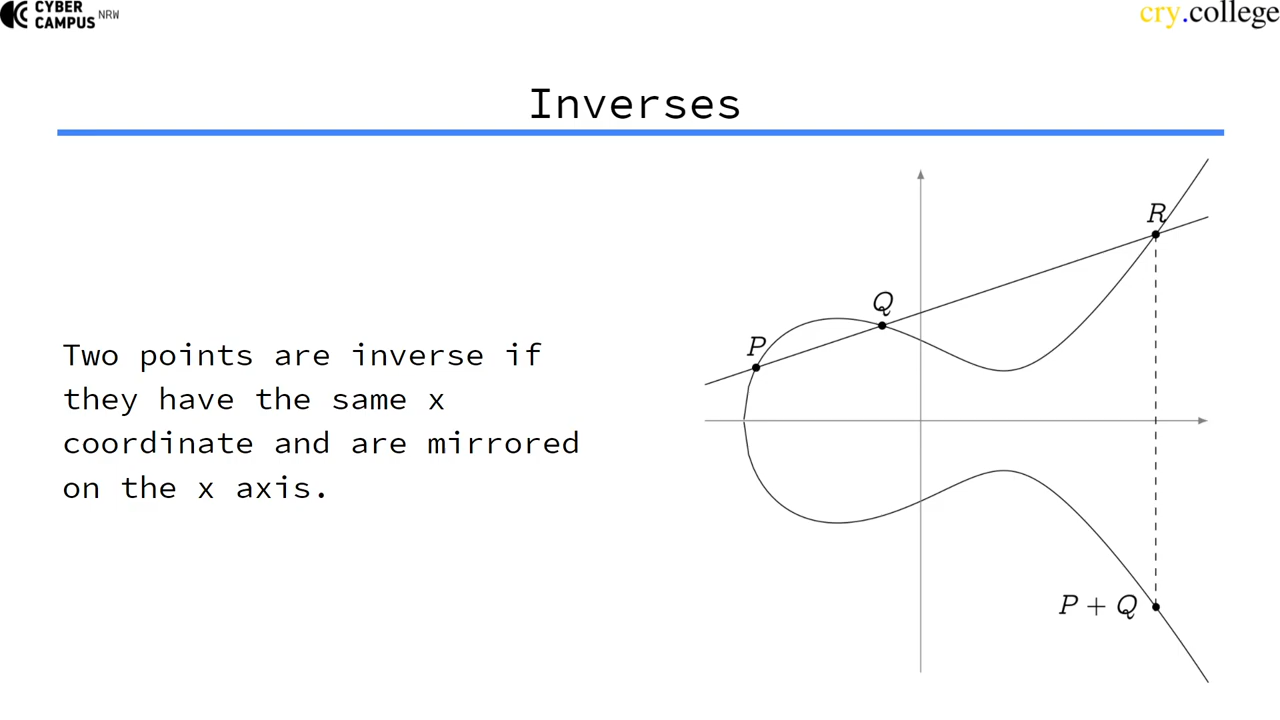 CYBER
CAMPUS NRW
cry.college
Inverses
Two points are inverse if
they have the same x
coordinate and are mirrored
on the x axis.
R
Q
P
P + Q